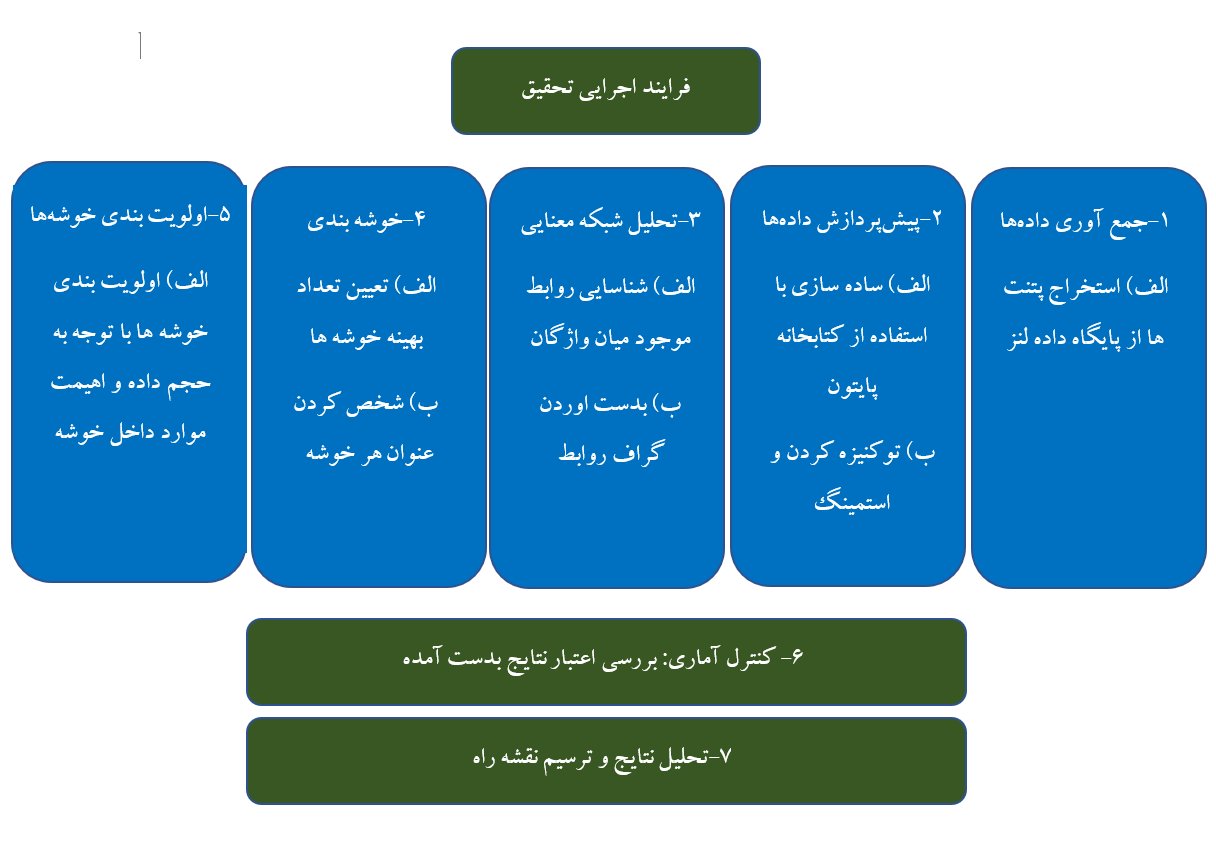 فرایند اجرایی تحقیق
۱-جمع آوری داده‌ها
الف) استخراج پتنت
ها از پایگاه داده لنز
۲-پیش‌پردازش داده‌ها
الف) ساده سازی با
استفاده از کتابخانه
پایتون
ب) توکنیزه کردن و
استمینگ
۳-تحلیل شبکه معنایی
الف) شناسایی روابط
موجود میان واژگان
ب) بدست اوردن
گراف روابط
۴-خوشه بندی
الف) تعیین تعداد
بهینه خوشه ها
ب) شخص کردن
عنوان هر خوشه
۵-اولویت بندی خوشه‌ها
الف) اولویت بندی
خوشه ها با توجه به
حجم داده و اهیمت
موارد داخل خوشه
۶- کنترل آماری: بررسی اعتبار نتایج بدست آمده
۷-تحلیل نتایج و ترسیم نقشه راه